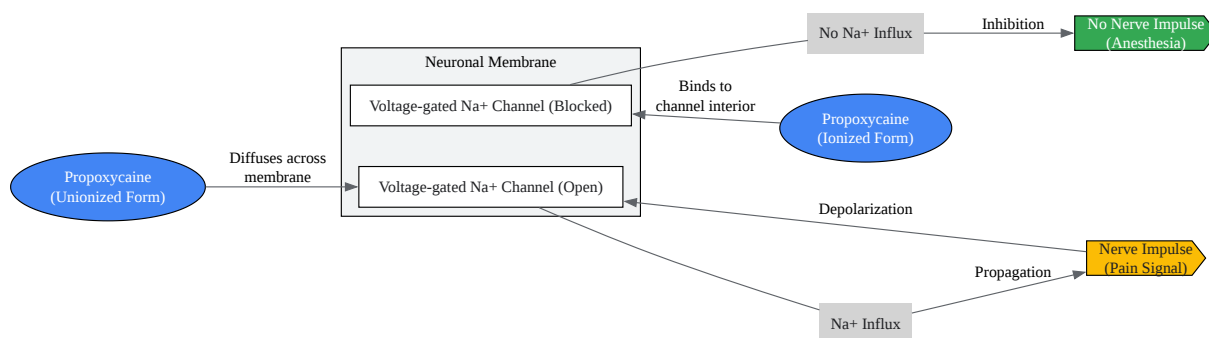 No Na+ Influx
Inhibition
No Nerve Impulse
(Anesthesia)
Neuronal Membrane
Voltage-gated Na+ Channel (Blocked)
Binds to
channel interior
Propoxycaine
(Ionized Form)
Propoxycaine
(Unionized Form)
Diffuses across
membrane
Voltage-gated Na+ Channel (Open)
Depolarization
Nerve Impulse
(Pain Signal)
Propagation
Na+ Influx